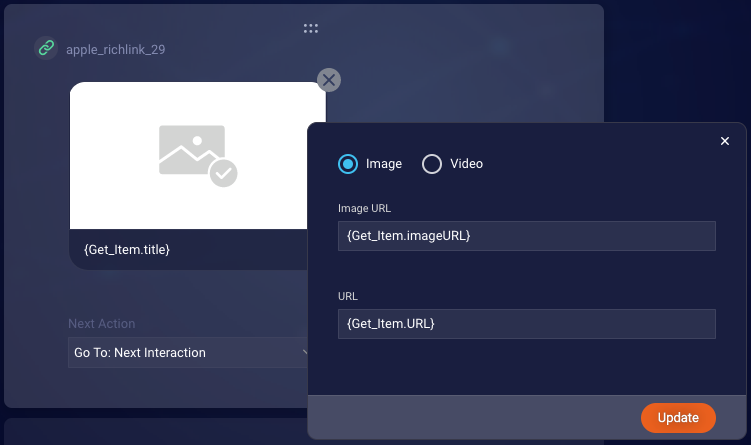 apple_richlink_29
{Get_Item.title}
Next Action
Go To: Next Interaction
Image
Video
Image URL
{Get_Item.imageURL}
URL
{Get_Item.URL}
Update